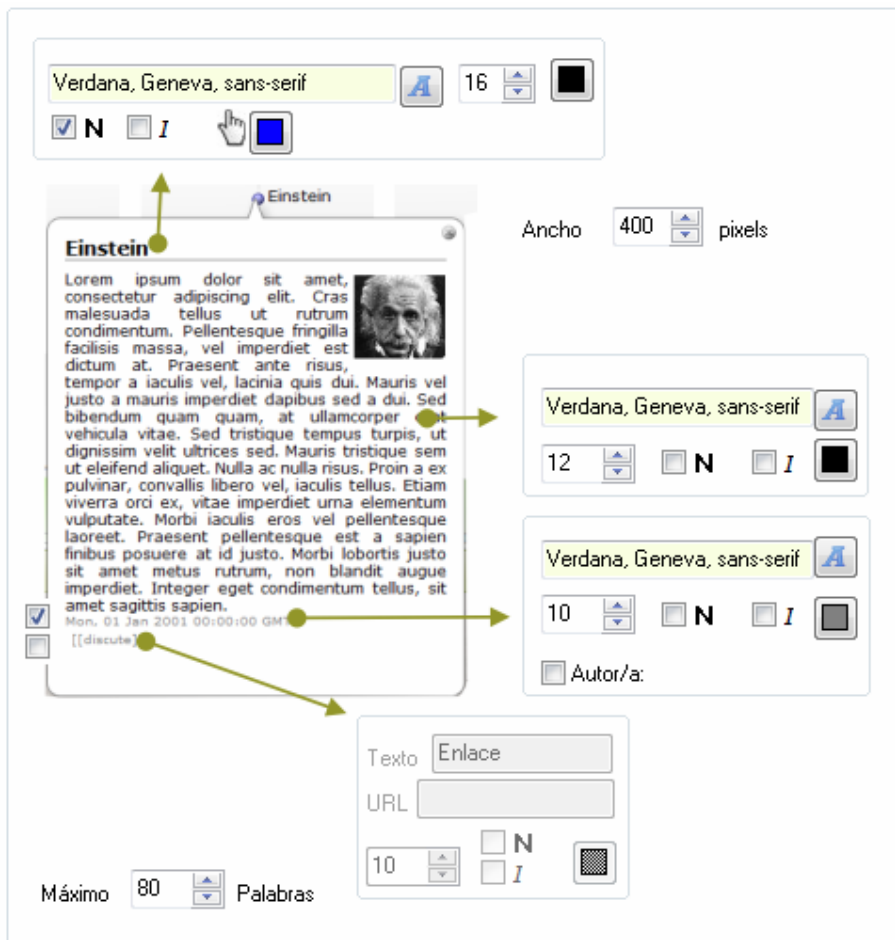 Verdana, Geneva, sans-serif A 16
N I
Einstein
Ancho 400 pixels
Einstein
Lorem ipsum dolor sit amet,
consectetur adipiscing elit. Cras
malesuada tellus ut rutrum
condimentum. Pellentesque fringilla
facilisis massa, vel imperdiet est
dictum at. Praesent ante risus,
tempor a iaculis vel, lacinia quis dui. Mauris vel
justo a mauris imperdiet dapibus sed a dui. Sed
bibendum quam quam, at ullamcorper
vehicula vitae. Sed tristique tempus turpis, ut
dignissim velit ultrices sed. Mauris tristique sem
ut eleifend aliquet. Nulla ac nulla risus. Proin a ex
pulvinar, convallis libero vel, iaculis tellus. Etiam
viverra orci ex, vitae imperdiet urna elementum
vulputate. Morbi iaculis eros vel pellentesque
laoreet. Praesent pellentesque est a sapien
finibus posuere at id justo. Morbi lobortis justo
sit amet metus rutrum, non blandit augue
imperdiet. Integer eget condimentum tellus, sit
amet sagittis sapien.
Mon. 01 Jan 2001 00:00:00 GMT
[[discute]
Verdana, Geneva, sans-serif A
12 N I
Verdana, Geneva, sans-serif A
10 N I
Autor/a:
Texto Enlace
URL
10 N
I
Máximo 80 Palabras